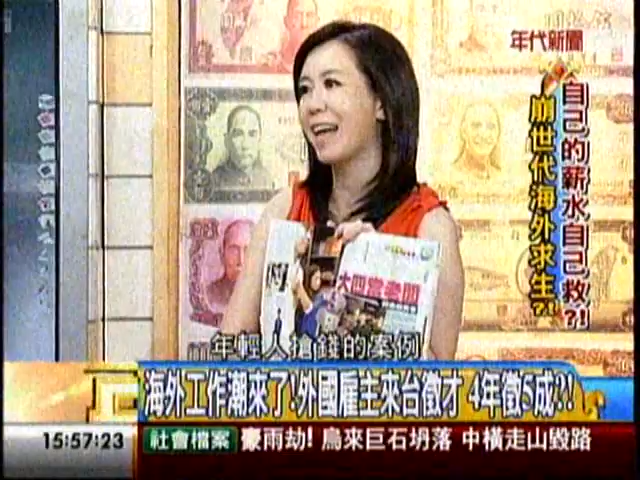 年代新聞
自己的薪水自己救?!
崩世代海外求生?!
大四當老闆
年輕人搶錢的案例
海外工作潮來了!外國雇主來台徵才 4年徵5成?!
15:57:23 社會檔案 豪雨劫! 烏來巨石坍落 中橫走山毀路